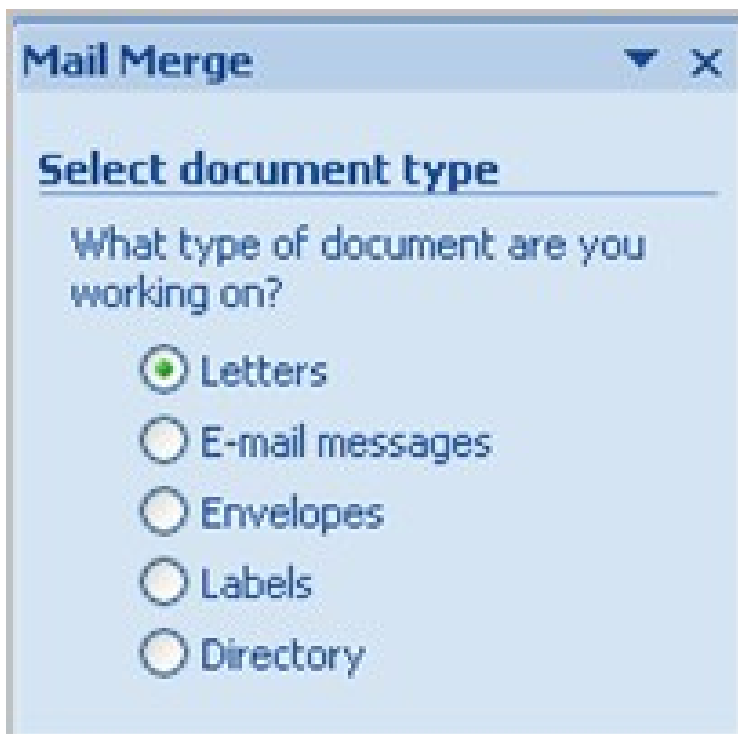 Mail Merge
Select document type
What type of document are you
working on?
Letters
E-mail messages
Envelopes
Labels
Directory